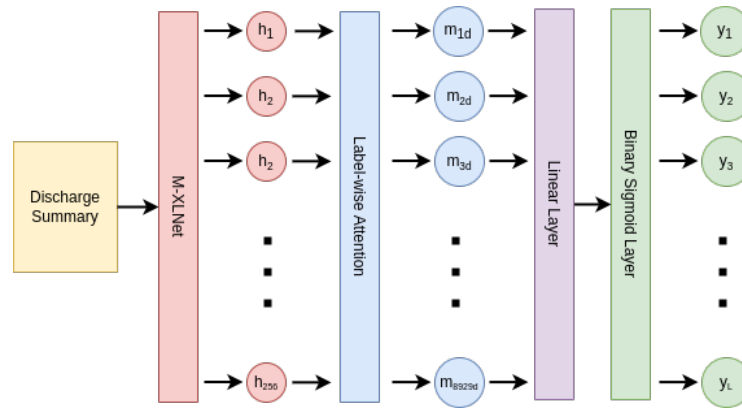 h1
m1d
y1
h2
m2d
y2
h2
m3d
y3
Discharge
Summary
M-XLNet
Label-wise Attention
Linear Layer
Binary Sigmoid Layer
h256
m8929d
yL